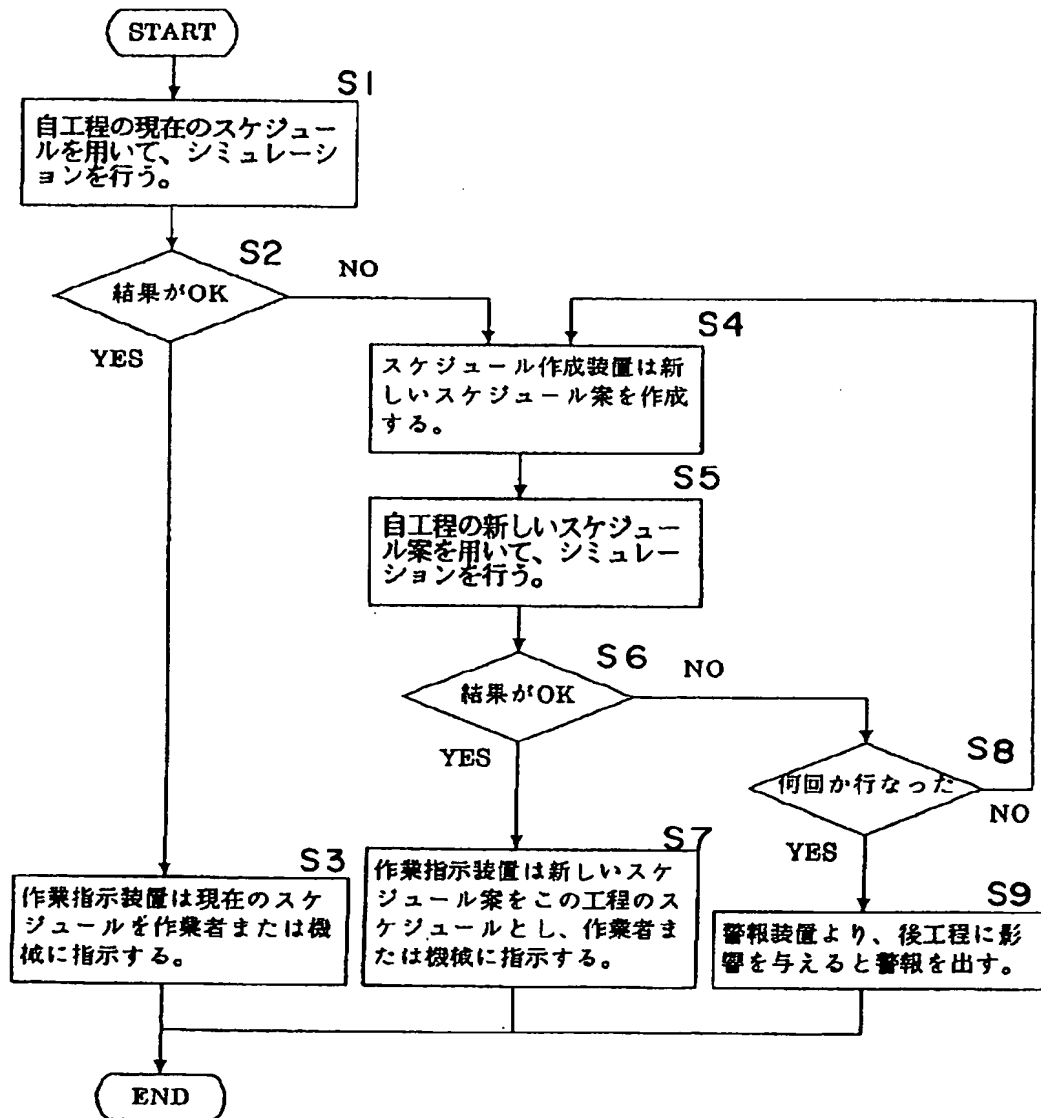 START
S1
自工程の現在のスケジュー
ルを用いて、シミュレーシ
ョンを行う。
S2
結果がOK
NO
YES
S4
スケジュール作成装置は新
しいスケジュール案を作成
する。
S5
自工程の新しいスケジュー
ル案を用いて、シミュレー
ションを行う。
S6
結果がOK
NO
YES
S8
何回か行なった
NO
YES
S3
作業指示装置は現在のスケ
ジュールを作業者または機
械に指示する。
S7
作業指示装置は新しいスケ
ジュール案をこの工程のス
ケジュールとし、作業者ま
たは機械に指示する。
S9
警報装置より、後工程に影
響を与えると警報を出す。
END